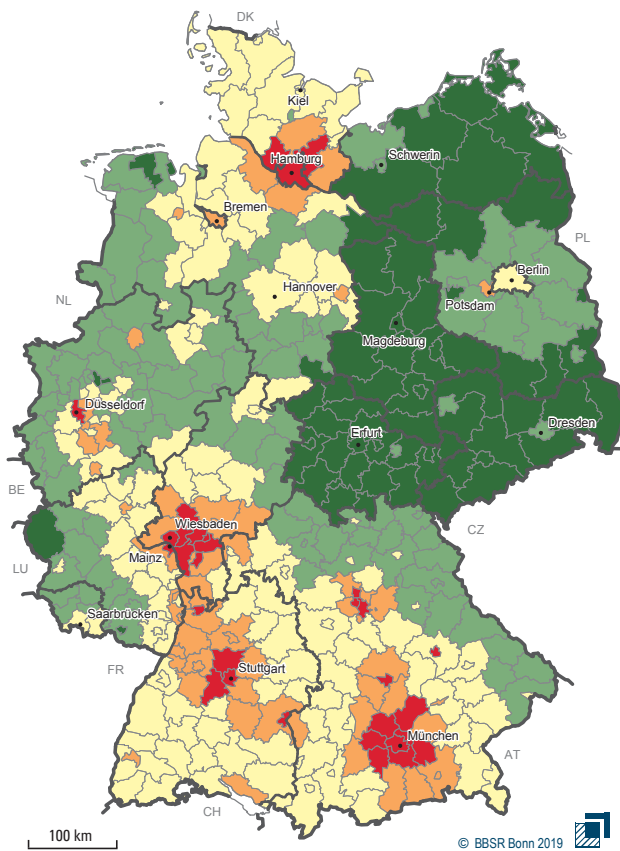 DK
Kiel
Hamburg
Schwerin
Bremen
PL
Berlin
NL
Hannover
Potsdam
Magdeburg
Düsseldorf
Dresden
Erfurt
BE
Wiesbaden
CZ
Mainz
LU
Saarbrücken
FR
Stuttgart
München
AT
CH
100 km
© BBSR Bonn 2019